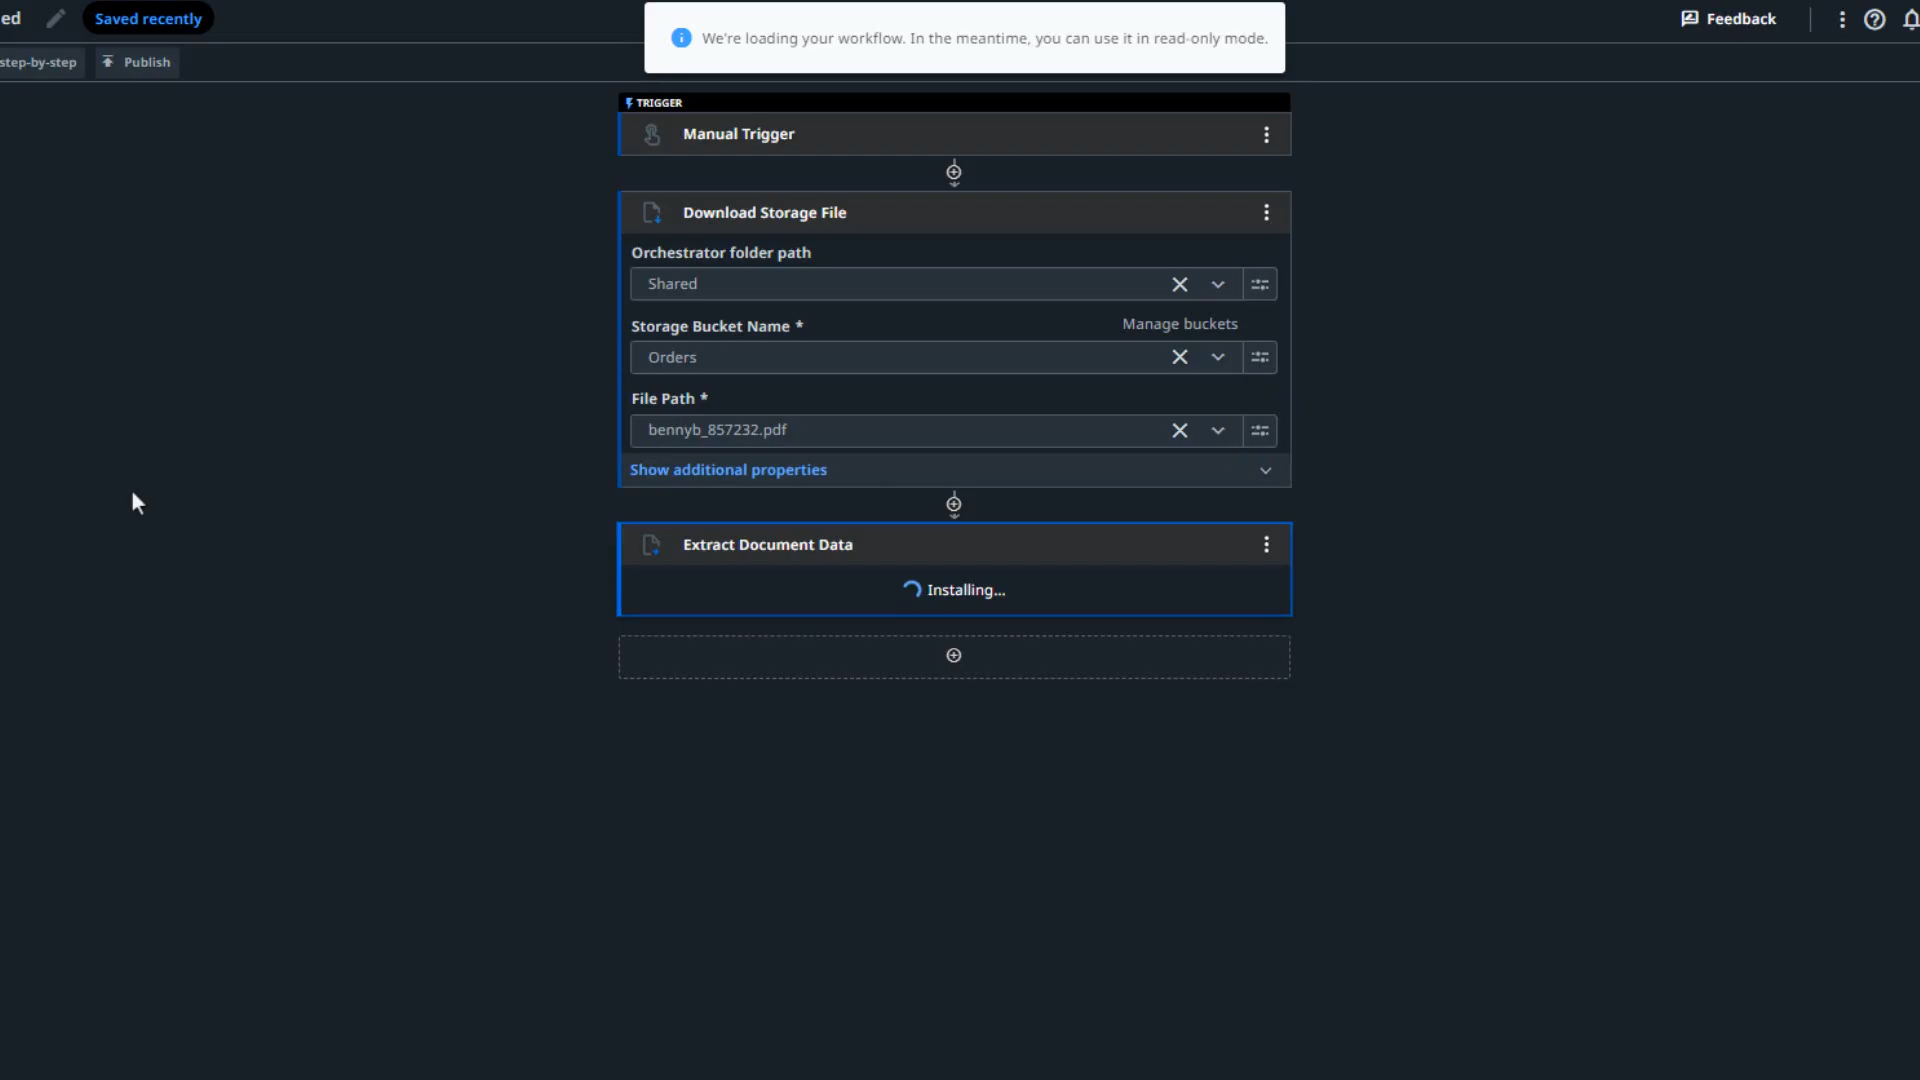 ed
Saved recently
We're loading your workflow. In the meantime, you can use it in read-only mode.
Feedback
step-by-step
Publish
TRIGGER
Manual Trigger
Download Storage File
Orchestrator folder path
Shared
Storage Bucket Name *
Manage buckets
Orders
File Path *
bennyb_857232.pdf
Show additional properties
Extract Document Data
Installing...